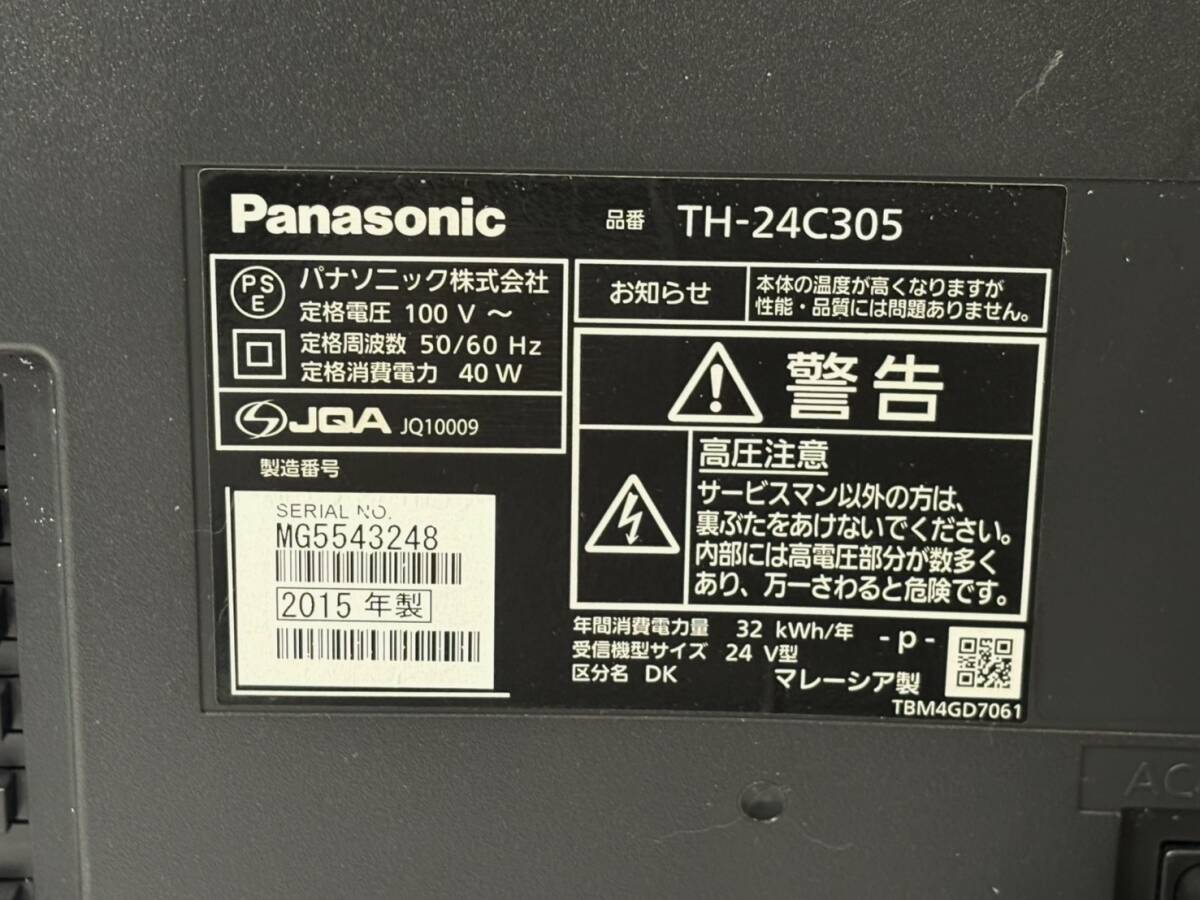 Panasonic 品番 TH-24C305
PS
E
パナソニック株式会社
定格電圧 100 V ～
定格周波数 50/60 Hz
定格消費電力 40 W
JQA JQ10009
製造番号
SERIAL NO.
MG5543248
2015 年製
お知らせ
本体の温度が高くなりますが
性能・品質には問題ありません。
警告
高圧注意
サービスマン以外の方は、
裏ぶたをあけないでください。
内部には高電圧部分が数多く
あり、万一さわると危険です。
年間消費電力量 32 kWh/年
受信機型サイズ 24 V型
区分名 DK
-p-
マレーシア製
TBM4GD7061
AC